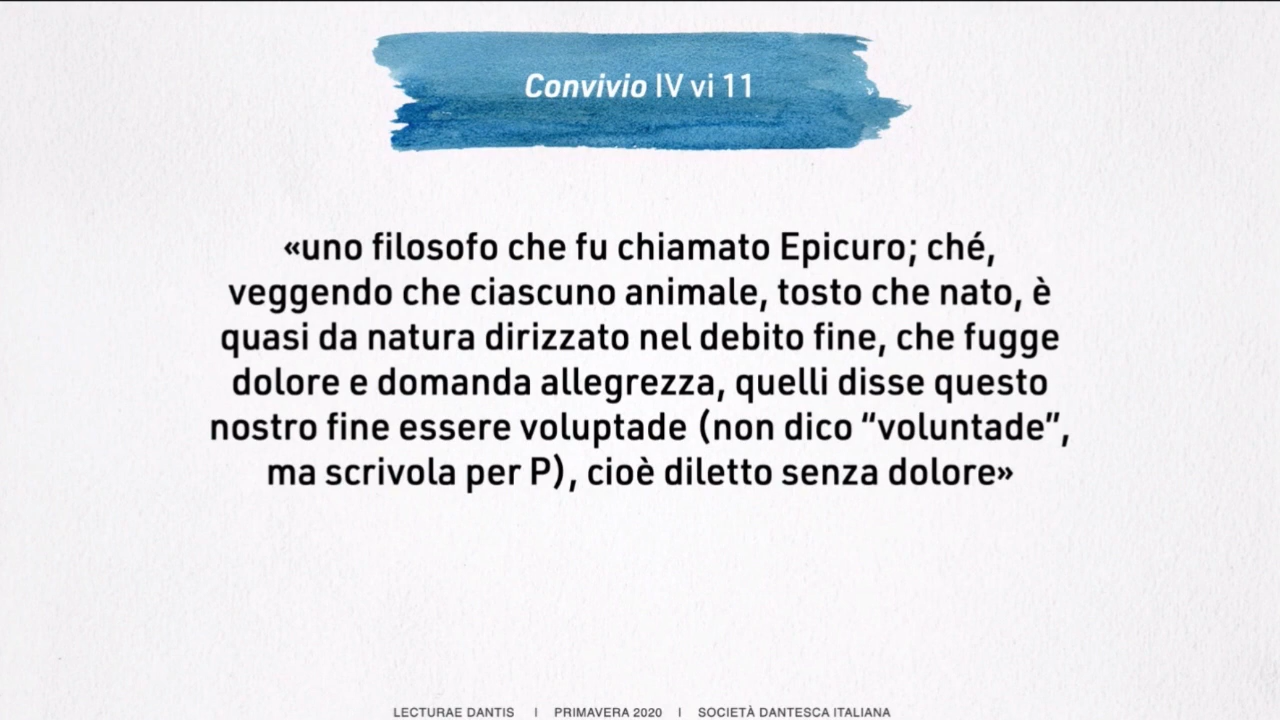 Convivio IV vi 11
«uno filosofo che fu chiamato Epicuro; ché,
veggendo che ciascuno animale, tosto che nato, è
quasi da natura dirizzato nel debito fine, che fugge
dolore e domanda allegrezza, quelli disse questo
nostro fine essere voluptade (non dico “voluntade”,
ma scrivola per P), cioè diletto senza dolore»
LECTURAE DANTIS | PRIMAVERA 2020 | SOCIETÀ DANTESCA ITALIANA